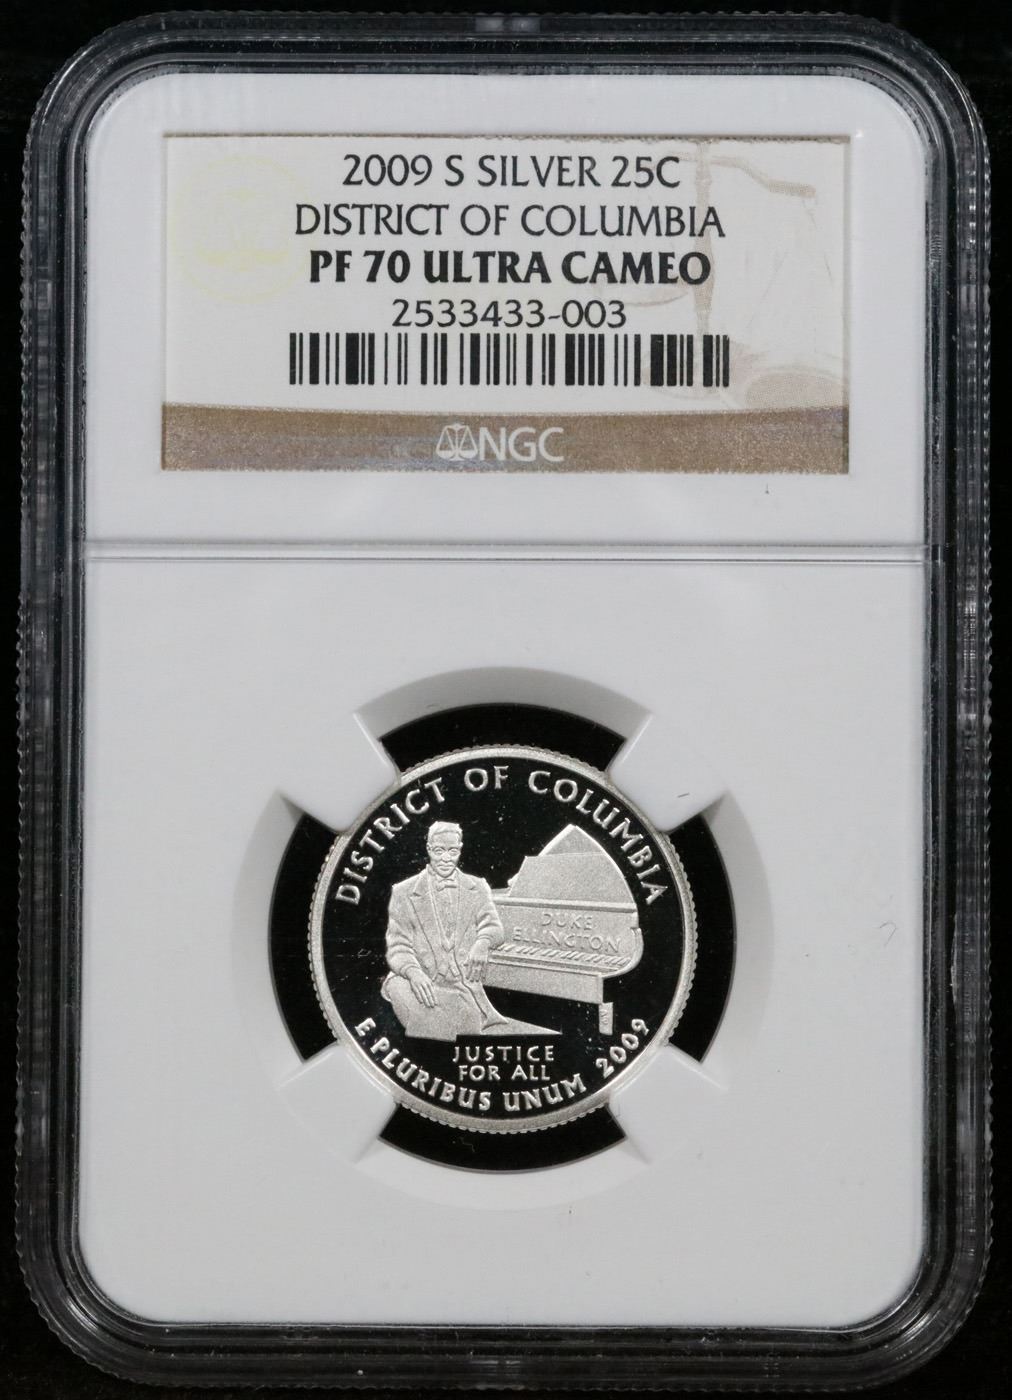 2009 S SILVER 25C
DISTRICT OF COLUMBIA
PF 70 ULTRA CAMEO
2533433-003
NGC
DISTRICT OF COLUMBIA
DUKE
ELLINGTON
JUSTICE
FOR ALL
E PLURIBUS UNUM 2009